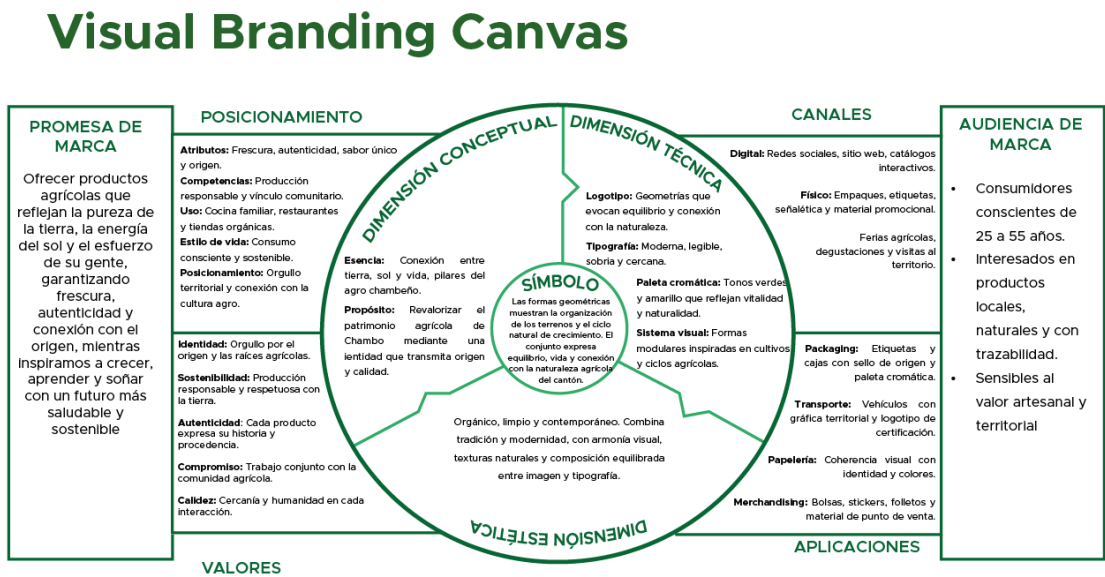 Visual Branding Canvas
PROMESA DE
MARCA
Ofrecer productos
agrícolas que
reflejan la pureza de
la tierra, la energía
del sol y el esfuerzo
de su gente,
garantizando
frescura,
autenticidad y
conexión con el
origen, mientras
inspiramos a crecer,
aprender y soñar
con un futuro más
saludable y
sostenible
POSICIONAMIENTO
Atributos: Frescura, autenticidad, sabor único
y origen.
Competencias: Producción
responsable y vínculo comunitario.
Uso: Cocina familiar, restaurantes
y tiendas orgánicas.
Estilo de vida: Consumo
consciente y sostenible.
Posicionamiento: Orgullo
territorial y conexión con la
cultura agro.
Identidad: Orgullo por el
origen y las raíces agrícolas.
Sostenibilidad: Producción
responsable y respetuosa con
la tierra.
Autenticidad: Cada producto
expresa su historia y
procedencia.
Compromiso: Trabajo conjunto con la
comunidad agrícola.
Calidez: Cercanía y humanidad en cada
interacción.
VALORES
DIMENSIÓN CONCEPTUAL
Esencia: Conexión entre
tierra, sol y vida, pilares del
agro chambeño.
Propósito: Revalorizar el
patrimonio agrícola de
Chambo mediante una
ientidad que transmita origen
y calidad.
DIMENSIÓN TÉCNICA
Logotipo: Geometrías que
evocan equilibrio y conexión
con la naturaleza.
Tipografía: Moderna, legible,
sobria y cercana.
Paleta cromática: Tonos verdes
y amarillo que reflejan vitalidad
y naturalidad.
Sistema visual: Formas
modulares inspiradas en cultivos
y ciclos agrícolas.
SÍMBOLO
Las formas geométricas
muestran la organización
de los terrenos y el ciclo
natural de crecimiento. El
conjunto expresa
equilibrio, vida y conexión
con la naturaleza agrícola
del cantón.
Orgánico, limpio y contemporáneo. Combina
tradición y modernidad, con armonía visual,
texturas naturales y composición equilibrada
entre imagen y tipografía.
DIMENSIÓN ESTÉTICA
CANALES
Digital: Redes sociales, sitio web, catálogos
interactivos.
Físico: Empaques, etiquetas,
señalética y material promocional.
Ferias agrícolas,
degustaciones y visitas al
territorio.
Packaging: Etiquetas y
cajas con sello de origen y
paleta cromática.
Transporte: Vehículos con
gráfica territorial y logotipo de
certificación.
Papelería: Coherencia visual con
identidad y colores.
Merchandising: Bolsas, stickers, folletos y
material de punto de venta.
APLICACIONES
AUDIENCIA DE
MARCA
• Consumidores
conscientes de
25 a 55 años.
• Interesados en
productos
locales,
naturales y con
trazabilidad.
• Sensibles al
valor artesanal y
territorial